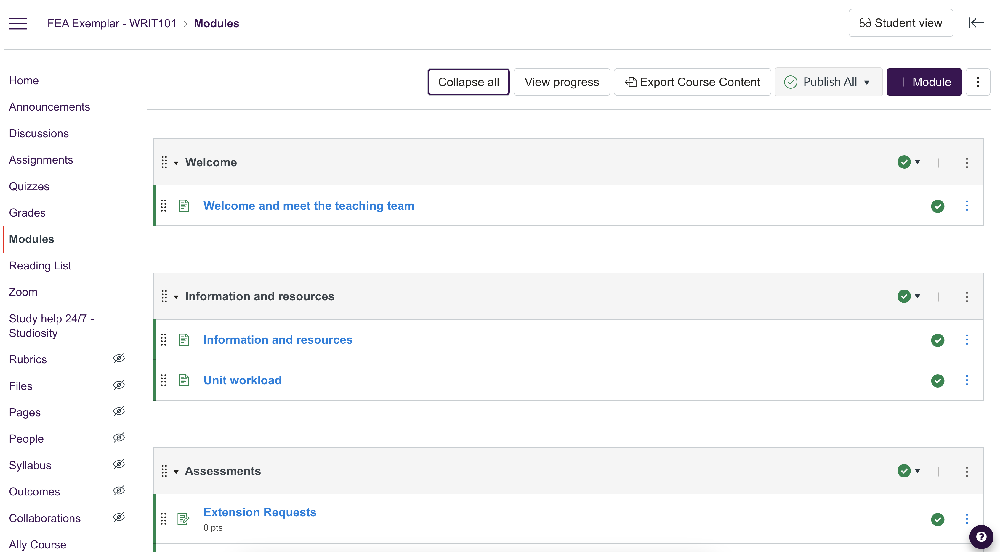 FEA Exemplar - WRIT101 > Modules
Student view
Home
Announcements
Discussions
Assignments
Quizzes
Grades
Modules
Reading List
Zoom
Study help 24/7 -
Studiosity
Rubrics
Files
Pages
People
Syllabus
Outcomes
Collaborations
Ally Course
Collapse all
View progress
Export Course Content
Publish All
+ Module
Welcome
Welcome and meet the teaching team
Information and resources
Information and resources
Unit workload
Assessments
Extension Requests
0 pts
?